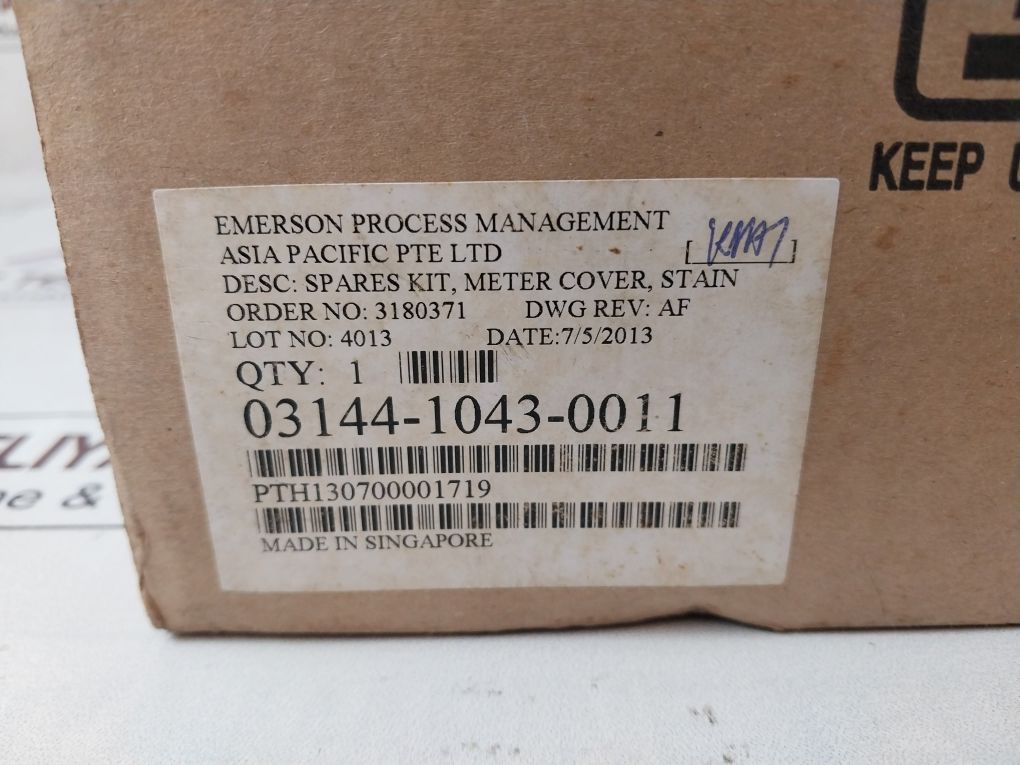 KEEP
EMERSON PROCESS MANAGEMENT
ASIA PACIFIC PTE LTD
DESC: SPARES KIT, METER COVER, STAIN
ORDER NO: 3180371 DWG REV: AF
LOT NO: 4013 DATE:7/5/2013
QTY: 1
03144-1043-0011
PTH130700001719
MADE IN SINGAPORE